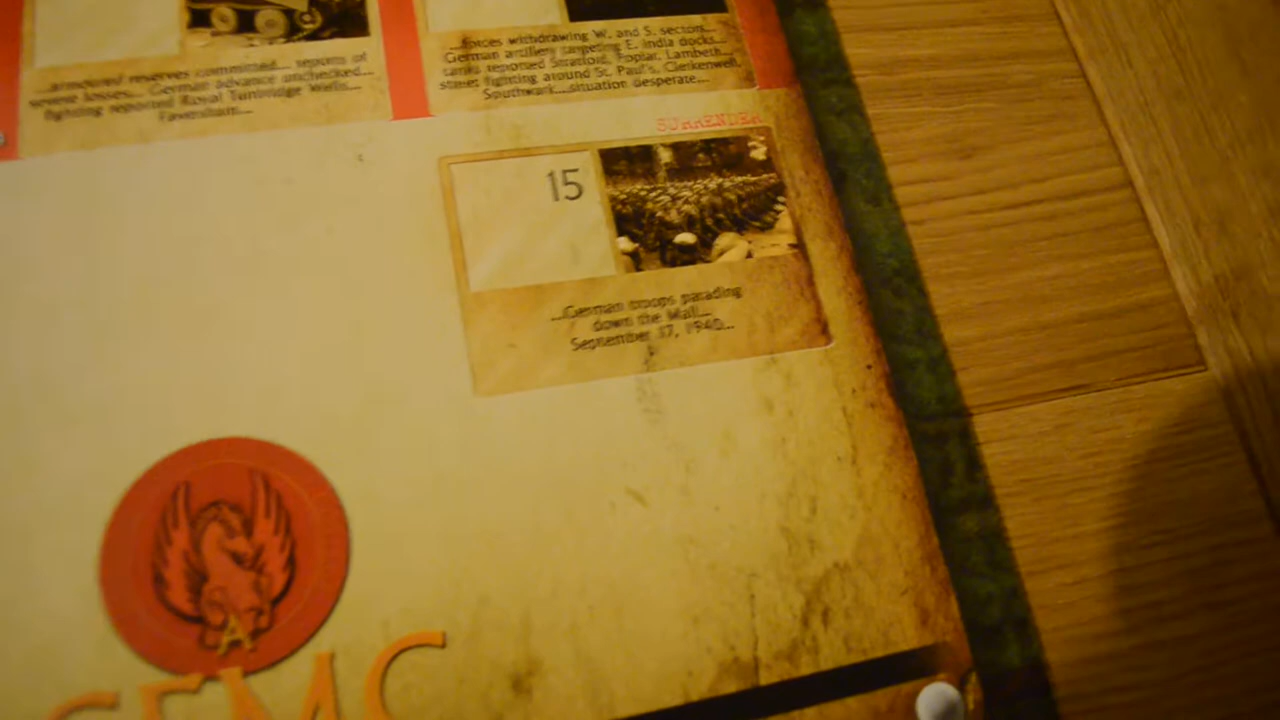 ...armoured reserves committed.... reports of
severe losses... German advance unchecked...
fighting reported Royal Tunbridge Wells...
Faversham...
...forces withdrawing W. and S. sectors...
German artillery targeting E. India docks...
tanks reported Stratford, Poplar, Lambeth...
street fighting around St. Paul's, Clerkenwell,
Southwark....situation desperate....
SURRENDER
15
...German troops parading
down the Mall...
September 17, 1940...
A
GEMC